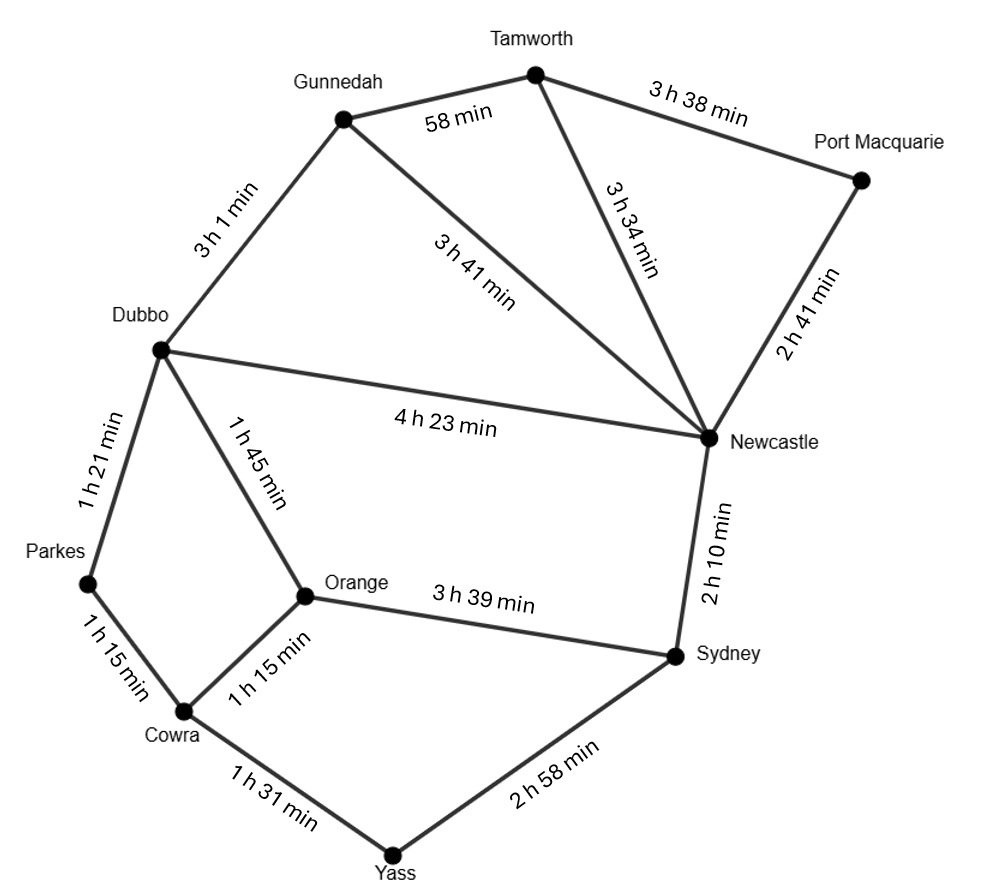 Tamworth
Gunnedah
58 min
3 h 38 min
Port Macquarie
3 h 1 min
3 h 41 min
3 h 34 min
2 h 41 min
Dubbo
4 h 23 min
Newcastle
1 h 21 min
1 h 45 min
2 h 10 min
Parkes
Orange
3 h 39 min
Sydney
1 h 15 min
1 h 15 min
Cowra
1 h 31 min
2 h 58 min
Yass